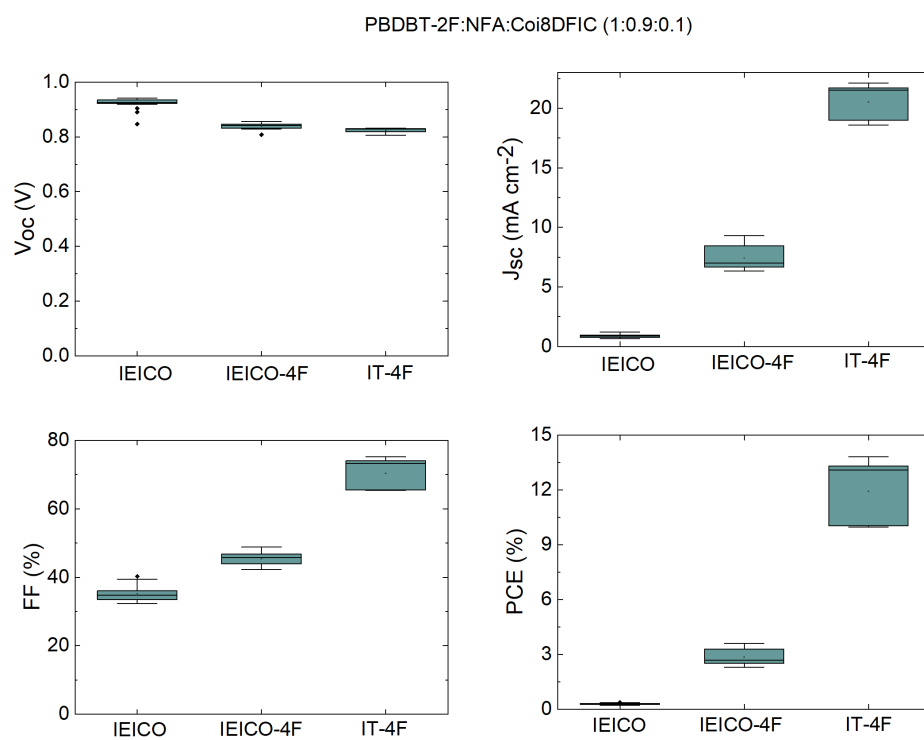 PBDBT-2F:NFA:Coi8DFIC (1:0.9:0.1)
1.0
0.8
0.6
0.4
0.2
0.0
Voc (V)
IEICO
IEICO-4F
IT-4F
20
15
10
5
0
Jsc (mA cm-2)
IEICO
IEICO-4F
IT-4F
80
60
40
20
0
FF (%)
IEICO
IEICO-4F
IT-4F
15
12
9
6
3
0
PCE (%)
IEICO
IEICO-4F
IT-4F